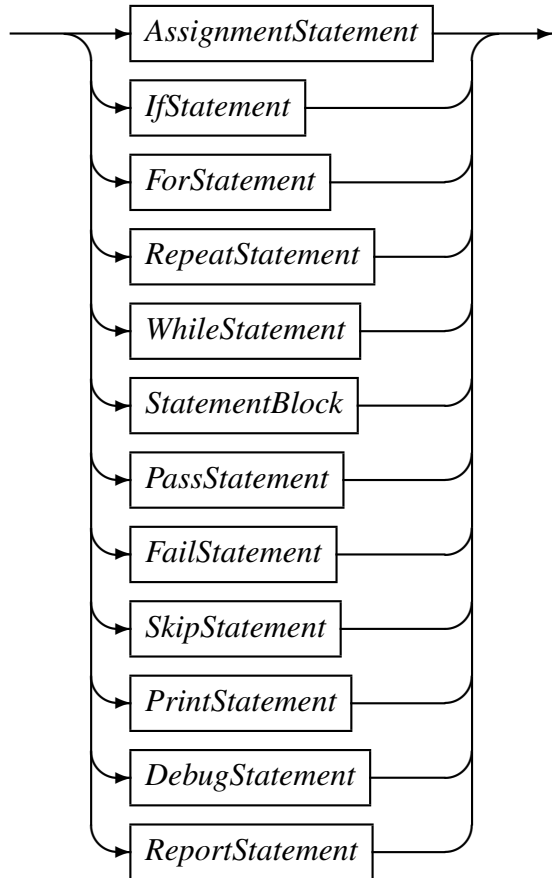 AssignmentStatement
IfStatement
ForStatement
RepeatStatement
WhileStatement
StatementBlock
PassStatement
FailStatement
SkipStatement
PrintStatement
DebugStatement
ReportStatement